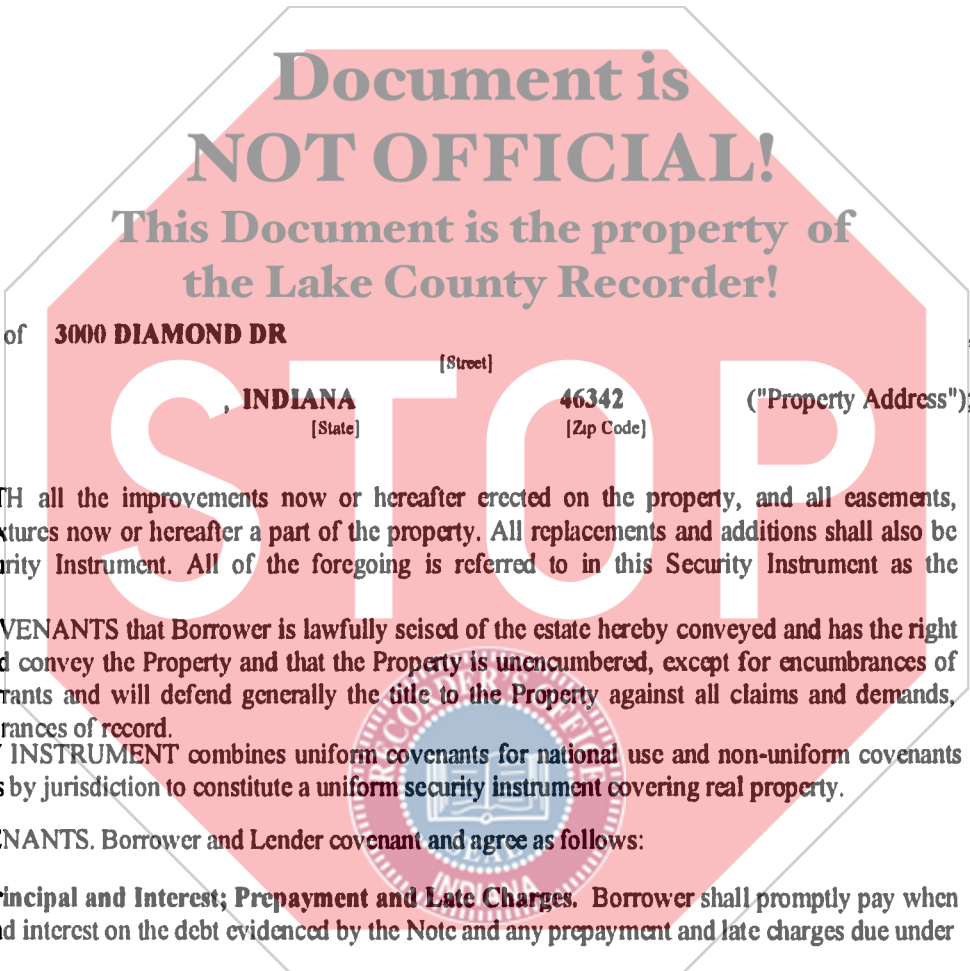 Document is
NOT OFFICIAL!
This Document is the property of
the Lake County Recorder!
of 3000 DIAMOND DR ,
[Street]
, INDIANA 46342 ("Property Address");
[State] [Zip Code]
STOP
TH all the improvements now or hereafter erected on the property, and all easements,
xtures now or hereafter a part of the property. All replacements and additions shall also be
urity Instrument. All of the foregoing is referred to in this Security Instrument as the
VENANTS that Borrower is lawfully seised of the estate hereby conveyed and has the right
d convey the Property and that the Property is unencumbered, except for encumbrances of
rants and will defend generally the title to the Property against all claims and demands,
rances of record.
Y INSTRUMENT combines uniform covenants for national use and non-uniform covenants
s by jurisdiction to constitute a uniform security instrument covering real property.
ENANTS. Borrower and Lender covenant and agree as follows:
RECORDER'S OFFICE
SEAL
INDIANA
rincipal and Interest; Prepayment and Late Charges. Borrower shall promptly pay when
d interest on the debt evidenced by the Note and any prepayment and late charges due under